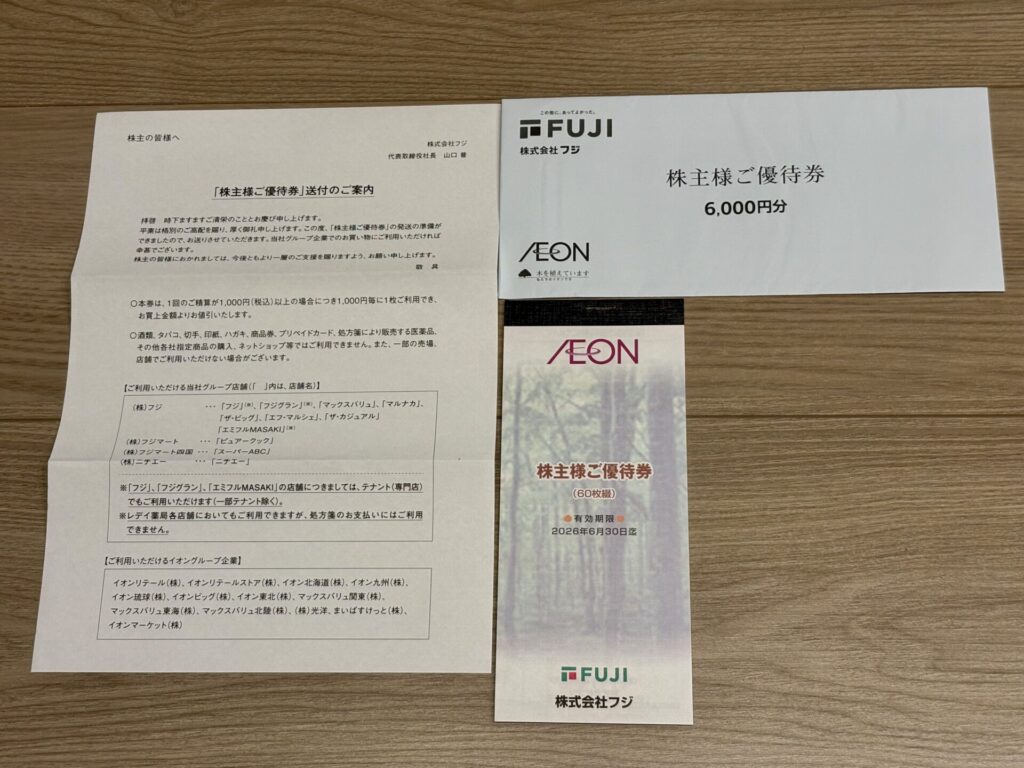 株主の皆様へ
株式会社フジ
代表取締役社長　山口 普
「株主様ご優待券」送付のご案内
拝啓　時下ますますご清栄のこととお慶び申し上げます。
平素は格別のご高配を賜り、厚く御礼申し上げます。この度、「株主様ご優待券」の発送の準備が
できましたので、お送りさせていただきます。当社グループ企業でのお買い物にご利用いただければ
幸甚でございます。
株主の皆様におかれましては、今後ともより一層のご支援を賜りますよう、お願い申し上げます。
敬　具
○本券は、1回のご精算が1,000円(税込)以上の場合につき1,000円毎に1枚ご利用でき、
お買上金額よりお値引いたします。
○酒類、タバコ、切手、印紙、ハガキ、商品券、プリペイドカード、処方箋により販売する医薬品、
その他各社指定商品の購入、ネットショップ等ではご利用できません。また、一部の売場、
店舗でご利用いただけない場合がございます。
【ご利用いただける当社グループ店舗(「　」内は、店舗名)】
(株)フジ　･･･「フジ」(※)、「フジグラン」(※)、「マックスバリュ」、「マルナカ」、
「ザ・ビッグ」、「エフ・マルシェ」、「ザ・カジュアル」
「エミフルMASAKI」(※)
(株)フジマート　･･･「ピュアークック」
(株)フジマート四国　･･･「スーパーABC」
(株)ニチエー　･･･「ニチエー」
※「フジ」、「フジグラン」、「エミフルMASAKI」の店舗につきましては、テナント(専門店)
でもご利用いただけます(一部テナント除く)。
※レデイ薬局各店舗においてもご利用できますが、処方箋のお支払いにはご利用
できません。
【ご利用いただけるイオングループ企業】
イオンリテール(株)、イオンリテールストア(株)、イオン北海道(株)、イオン九州(株)、
イオン琉球(株)、イオンビッグ(株)、イオン東北(株)、マックスバリュ関東(株)、
マックスバリュ東海(株)、マックスバリュ北陸(株)、(株)光洋、まいばすけっと(株)、
イオンマーケット(株)
この街に、あってよかった。
FUJI
株式会社フジ
株主様ご優待券
6,000円分
ÆON
木を植えています
私たちはイオンです
ÆON
株主様ご優待券
(60枚綴)
有効期限
2026年6月30日迄
FUJI
株式会社フジ